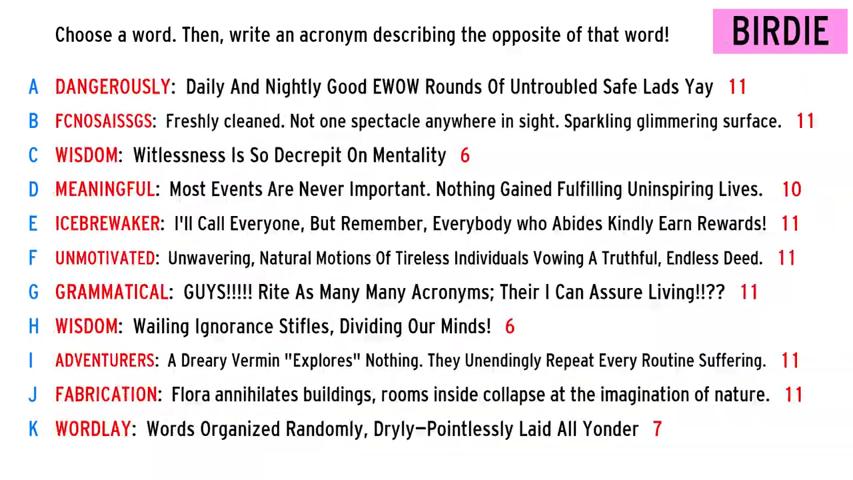 Choose a word. Then, write an acronym describing the opposite of that word!
BIRDIE
A DANGEROUSLY: Daily And Nightly Good EWOW Rounds Of Untroubled Safe Lads Yay 11
B FCNOSAISSGS: Freshly cleaned. Not one spectacle anywhere in sight. Sparkling glimmering surface. 11
C WISDOM: Witlessness Is So Decrepit On Mentality 6
D MEANINGFUL: Most Events Are Never Important. Nothing Gained Fulfilling Uninspiring Lives. 10
E ICEBREWAKER: I'll Call Everyone, But Remember, Everybody who Abides Kindly Earn Rewards! 11
F UNMOTIVATED: Unwavering, Natural Motions Of Tireless Individuals Vowing A Truthful, Endless Deed. 11
G GRAMMATICAL: GUYS!!!!! Rite As Many Many Acronyms; Their I Can Assure Living!!?? 11
H WISDOM: Wailing Ignorance Stifles, Dividing Our Minds! 6
I ADVENTURERS: A Dreary Vermin "Explores" Nothing. They Unendingly Repeat Every Routine Suffering. 11
J FABRICATION: Flora annihilates buildings, rooms inside collapse at the imagination of nature. 11
K WORDLAY: Words Organized Randomly, Dryly—Pointlessly Laid All Yonder 7